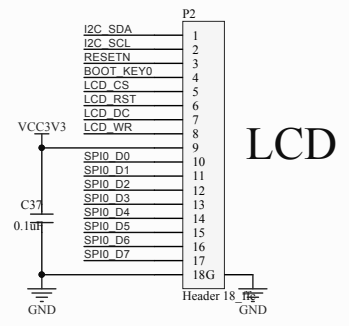 P2
I2C_SDA 1
I2C_SCL 2
RESETN 3
BOOT_KEY0 4
LCD_CS 5
LCD_RST 6
LCD_DC 7
LCD_WR 8
VCC3V3
9
SPI0_D0 10
SPI0_D1 11
SPI0_D2 12
SPI0_D3 13
SPI0_D4 14
SPI0_D5 15
SPI0_D6 16
SPI0_D7 17
18G
C37
0.1uF
LCD
Header 18_ffc
GND
GND